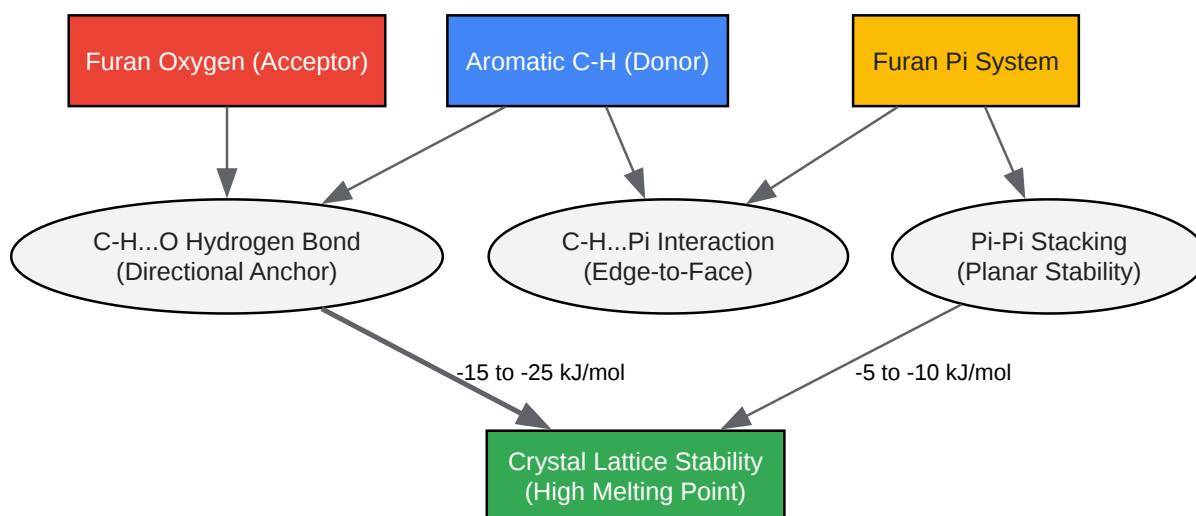 Furan Oxygen (Acceptor)
Aromatic C-H (Donor)
Furan Pi System
C-H...O Hydrogen Bond
(Directional Anchor)
C-H...Pi Interaction
(Edge-to-Face)
Pi-Pi Stacking
(Planar Stability)
-15 to -25 kJ/mol
-5 to -10 kJ/mol
Crystal Lattice Stability
(High Melting Point)